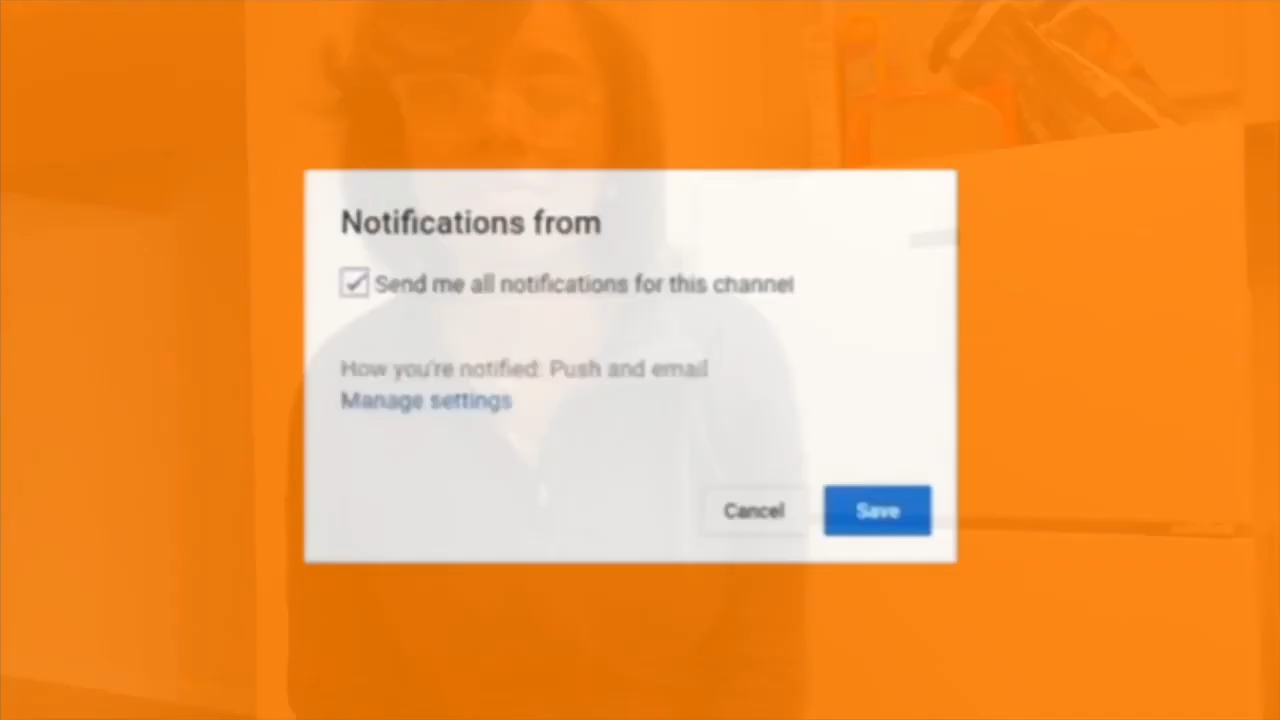 Notifications from
Send me all notifications for this channel
How you're notified: Push and email
Manage settings
Cancel
Save